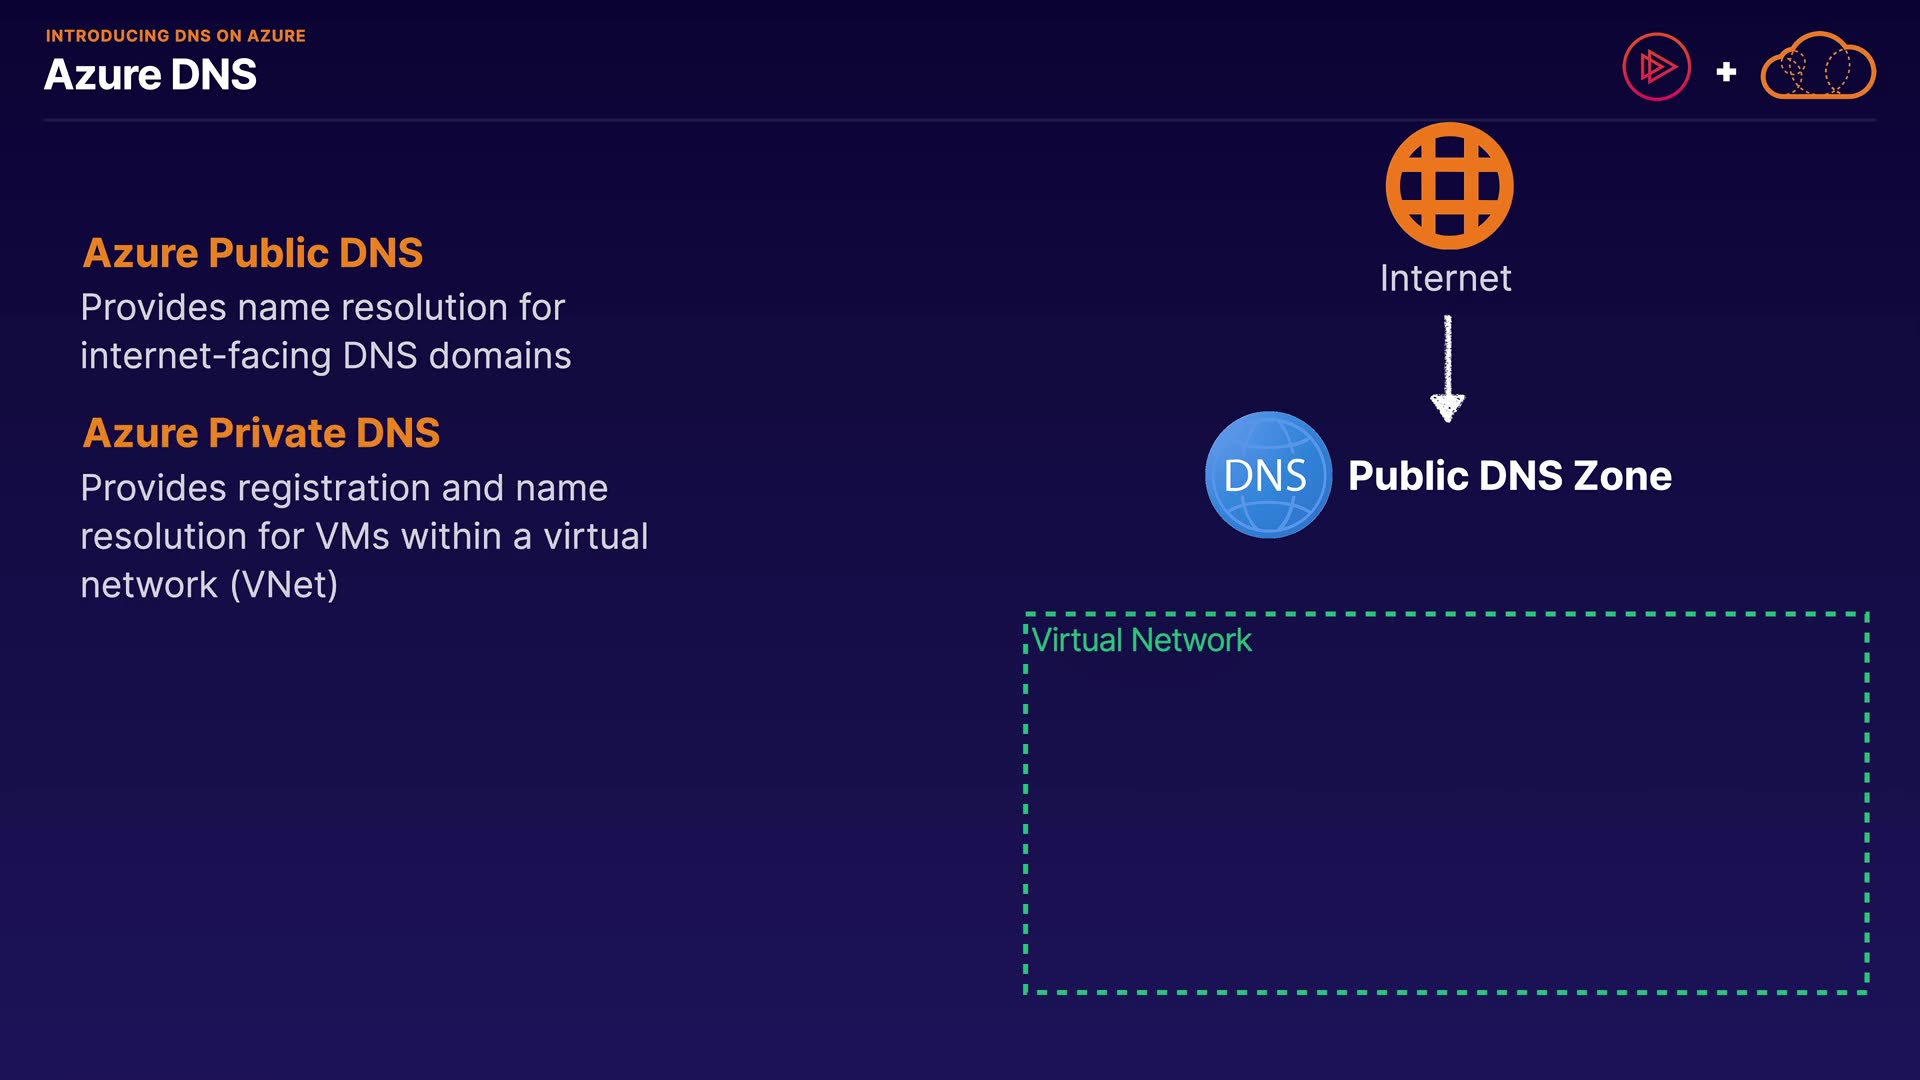 INTRODUCING DNS ON AZURE
Azure DNS
Azure Public DNS
Provides name resolution for
internet-facing DNS domains
Azure Private DNS
Provides registration and name
resolution for VMs within a virtual
network (VNet)
Internet
DNS
Public DNS Zone
Virtual Network